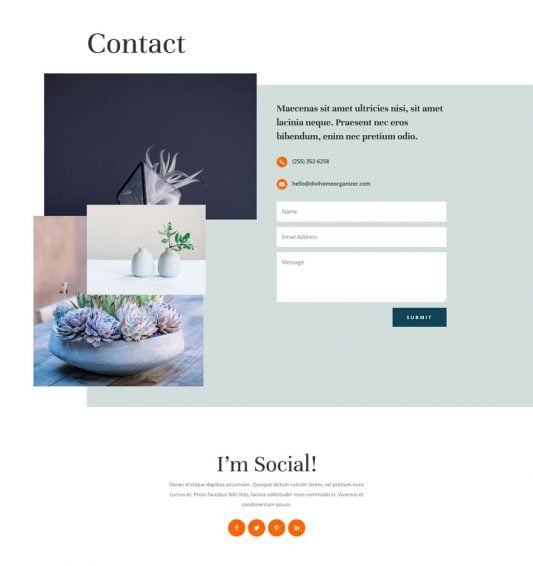 Contact
Maecenas sit amet ultricies nisi, sit amet
lacinia neque. Praesent nec eros
bibendum, enim nec pretium odio.
(255) 352-6258
hello@divihomeorganizer.com
Name
Email Address
Message
SUBMIT
I'm Social!
Donec tristique dapibus accumsan. Quisque dictum rutrum lorem, vel pretium nunc
cursus et. Proin faucibus felis felis, lacinia sollicitudin risus commodo in. Vivamus et
condimentum ipsum.